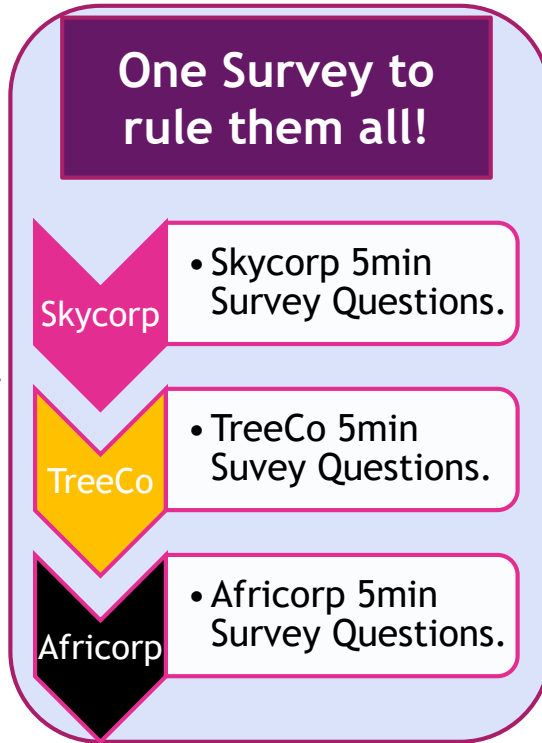 One Survey to
rule them all!
Skycorp
• Skycorp 5min
Survey Questions.
TreeCo
• TreeCo 5min
Suvey Questions.
Africorp
• Africorp 5min
Survey Questions.